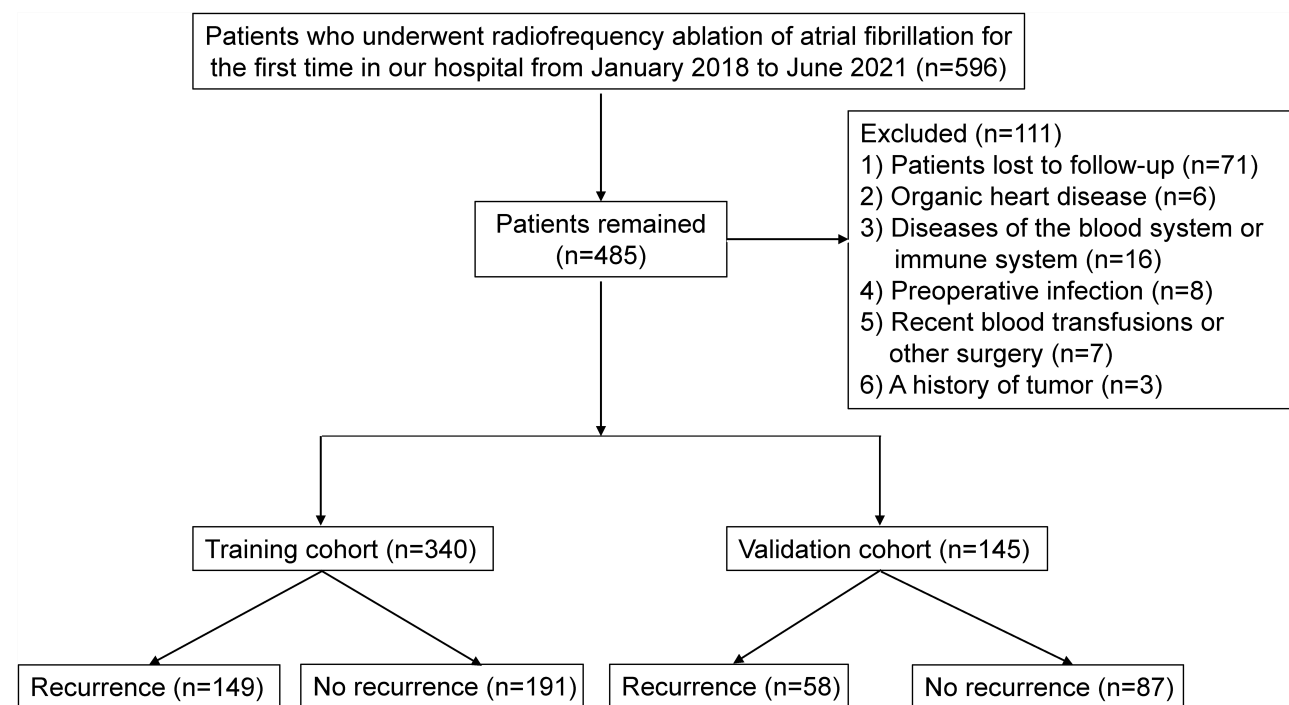 Patients who underwent radiofrequency ablation of atrial fibrillation for
the first time in our hospital from January 2018 to June 2021 (n=596)
Excluded (n=111)
1) Patients lost to follow-up (n=71)
2) Organic heart disease (n=6)
3) Diseases of the blood system or
immune system (n=16)
4) Preoperative infection (n=8)
5) Recent blood transfusions or
other surgery (n=7)
6) A history of tumor (n=3)
Patients remained
(n=485)
Training cohort (n=340)
Validation cohort (n=145)
Recurrence (n=149)
No recurrence (n=191)
Recurrence (n=58)
No recurrence (n=87)